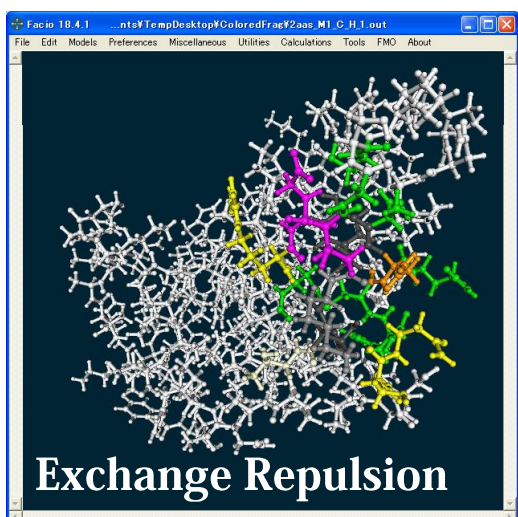 Facio 18.4.1 ...nts¥TempDesktop¥ColoredFrag¥2aas_M1_C_H_1.out
File Edit Models Preferences Miscellaneous Utilities Calculations Tools FMO About
Exchange Repulsion